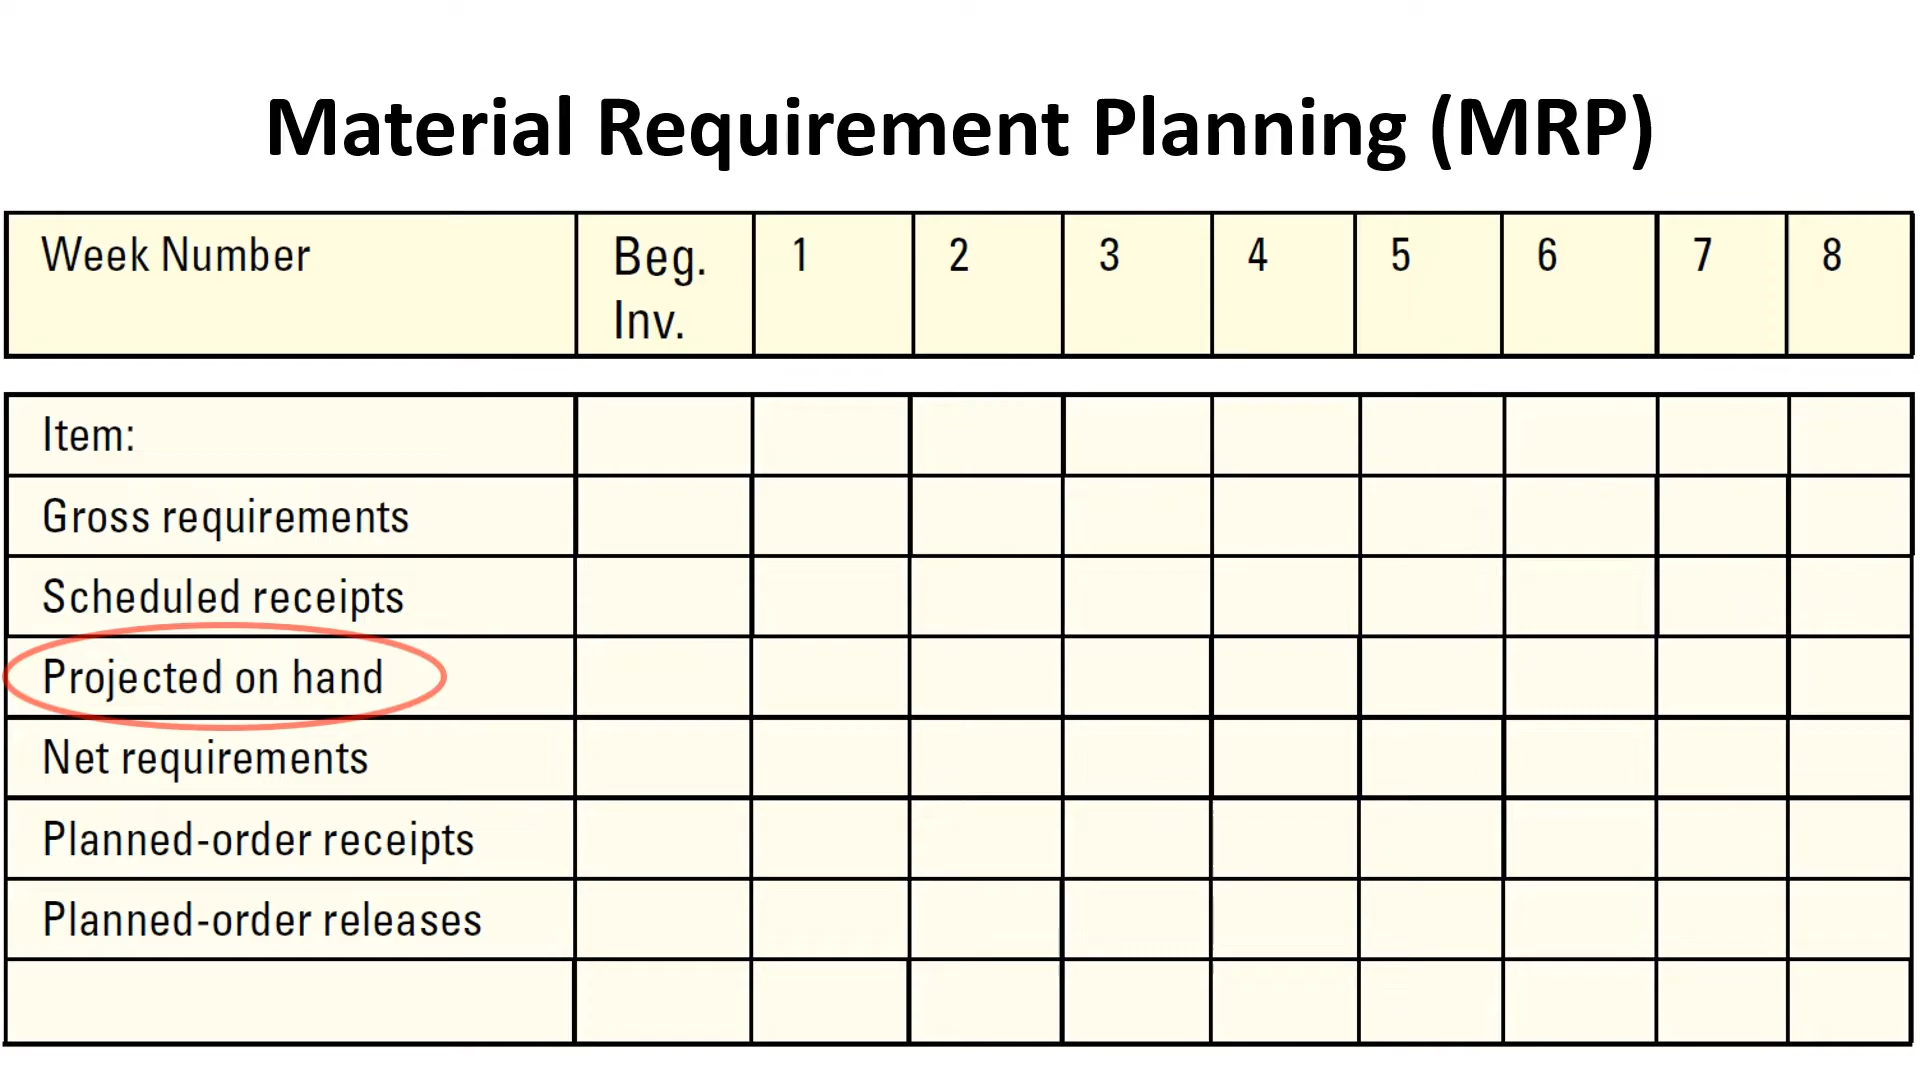 Material Requirement Planning (MRP)
Week Number Beg. Inv. 1 2 3 4 5 6 7 8
Item:
Gross requirements
Scheduled receipts
Projected on hand
Net requirements
Planned-order receipts
Planned-order releases